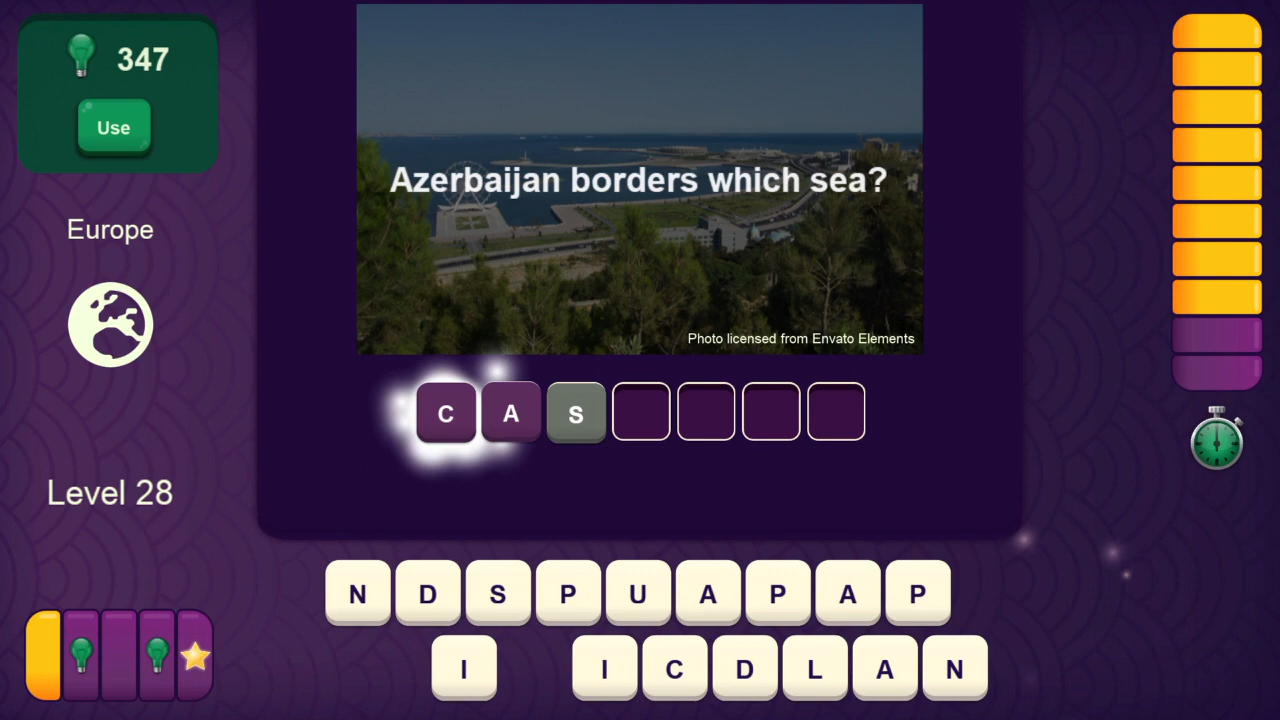 347
Use
Europe
Level 28
Azerbaijan borders which sea?
Photo licensed from Envato Elements
C A S
N D S P U A P A P
I I C D L A N